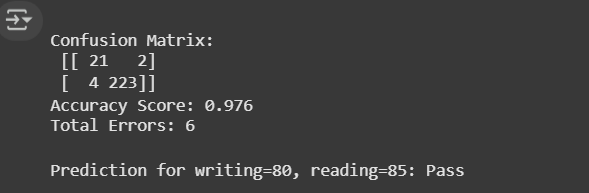 Confusion Matrix:
[[ 21   2]
[  4 223]]
Accuracy Score: 0.976
Total Errors: 6
Prediction for writing=80, reading=85: Pass